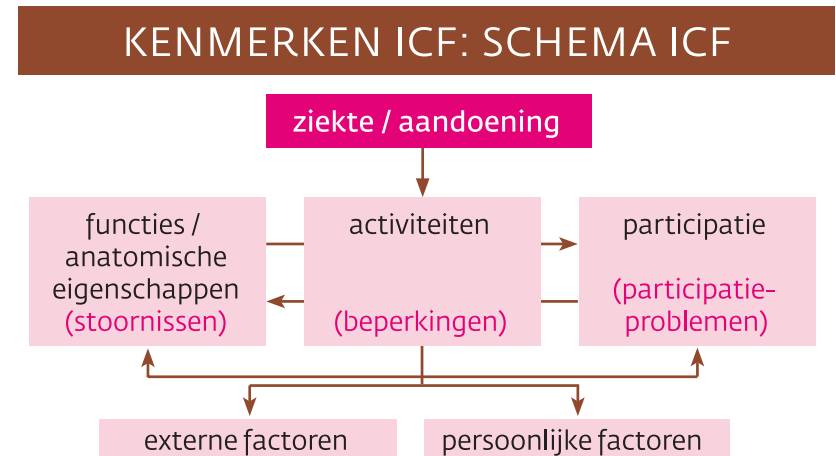 KENMERKEN ICF: SCHEMA ICF
ziekte / aandoening
functies /
anatomische
eigenschappen
(stoornissen)
activiteiten
(beperkingen)
participatie
(participatie-
problemen)
externe factoren
persoonlijke factoren